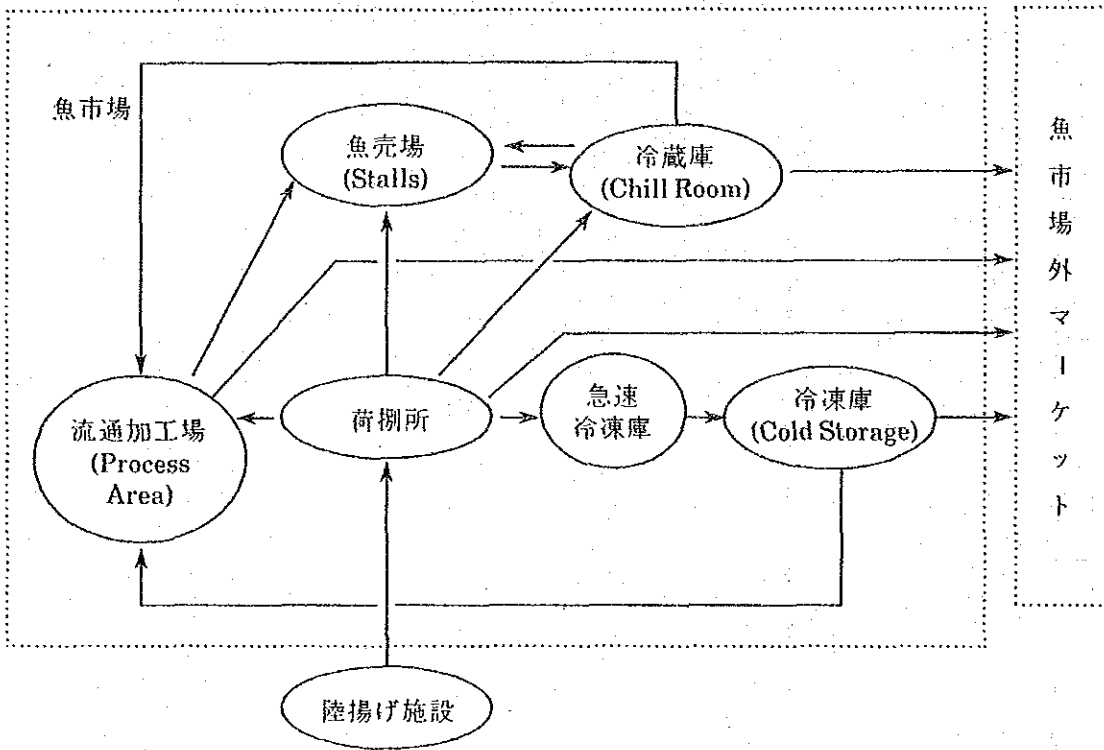 魚市場
魚売場
(Stalls)
冷蔵庫
(Chill Room)
魚市場外マーケット
流通加工場
(Process
Area)
荷捌所
急速
冷凍庫
冷凍庫
(Cold Storage)
陸揚げ施設